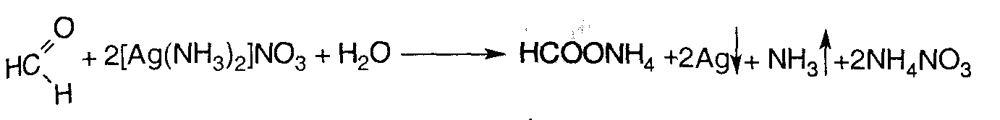 HC(=O)H + 2[Ag(NH₃)₂]NO₃ + H₂O ⟶ HCOONH₄ +2Ag↓+ NH₃↑+2NH₄NO₃